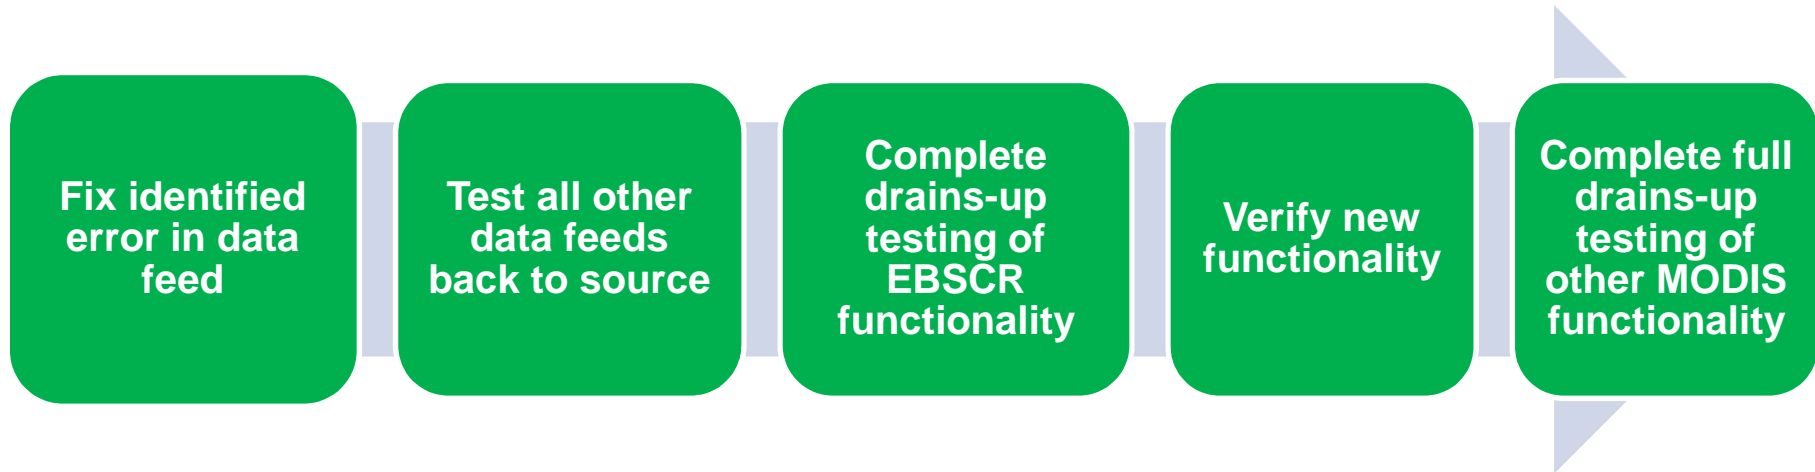 Fix identified
error in data
feed
Test all other
data feeds
back to source
Complete
drains-up
testing of
EBSCR
functionality
Verify new
functionality
Complete full
drains-up
testing of
other MODIS
functionality